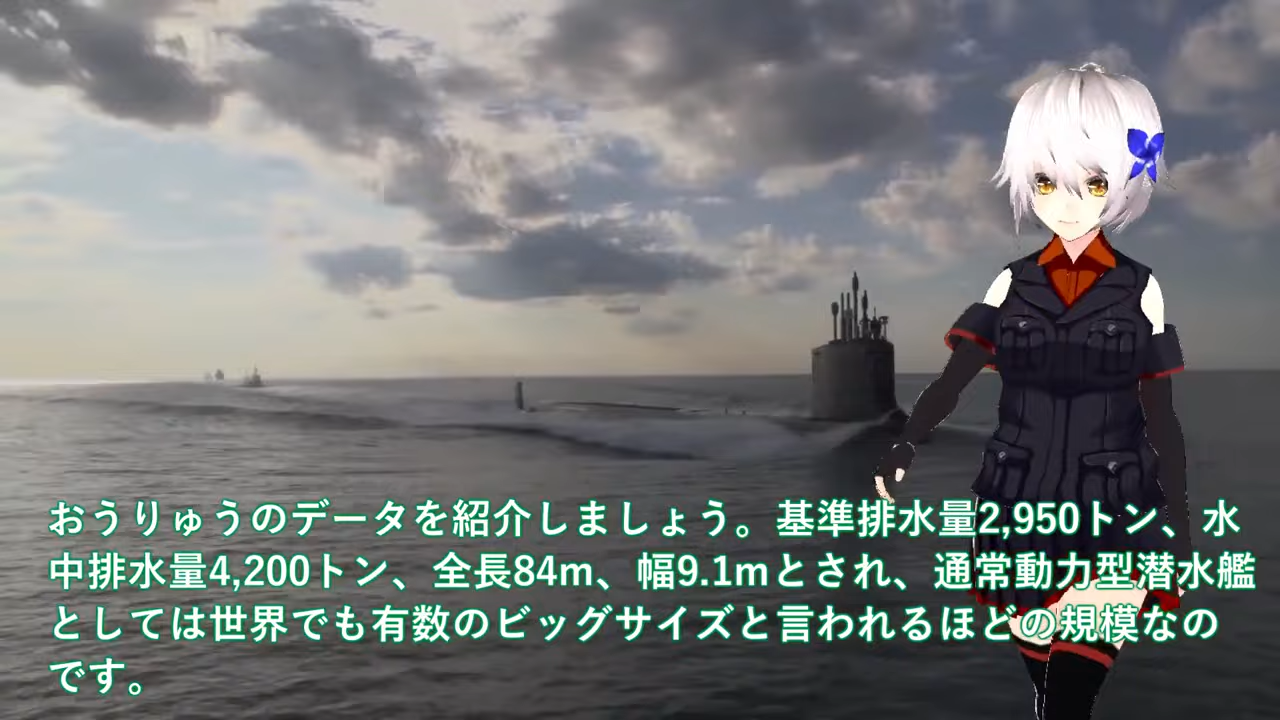 おうりゅうのデータを紹介しましょう。基準排水量2,950トン、水
中排水量4,200トン、全長84m、幅9.1mとされ、通常動力型潜水艦
としては世界でも有数のビッグサイズと言われるほどの規模なの
です。